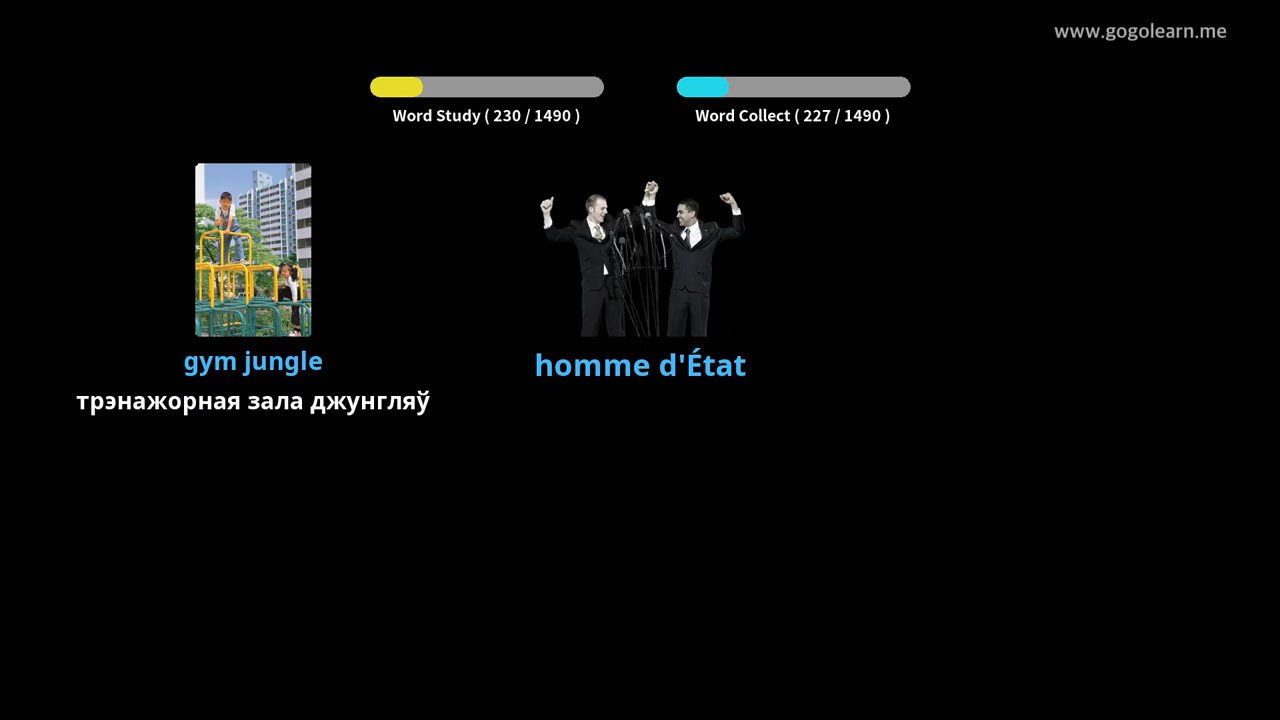 www.gogolearn.me
Word Study ( 230 / 1490 )
Word Collect ( 227 / 1490 )
gym jungle
трэнажорная зала джунгляў
homme d'État